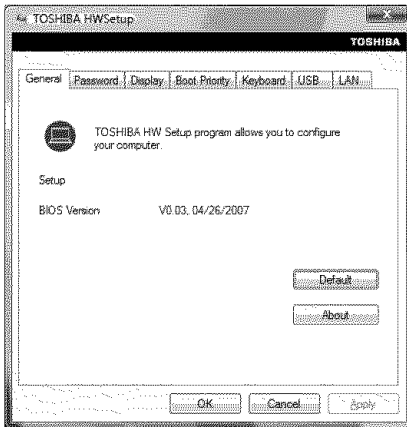 TOSHIBA HWSetup
TOSHIBA
General Password Display Boot Priority Keyboard USB LAN
TOSHIBA HW Setup program allows you to configure
your computer.
Setup
BIOS Version V0.03, 04/26/2007
Default
About
OK Cancel Apply